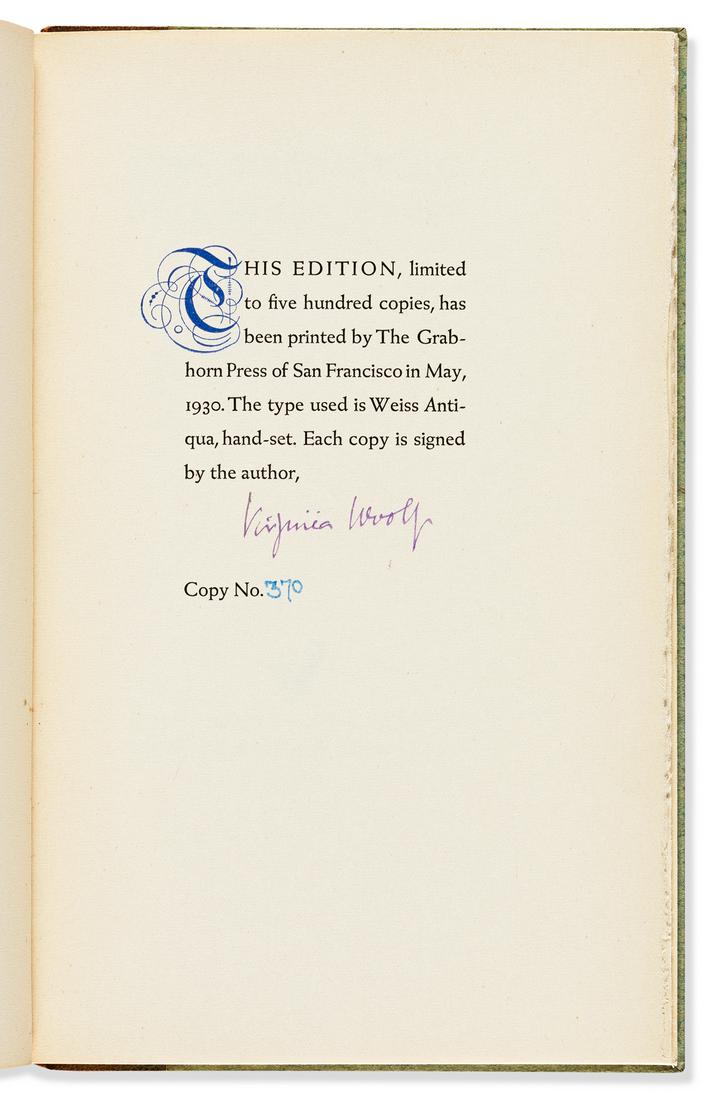 THIS EDITION, limited
to five hundred copies, has
been printed by The Grab-
horn Press of San Francisco in May,
1930. The type used is Weiss Anti-
qua, hand-set. Each copy is signed
by the author,
Virginia Woolf
Copy No. 370